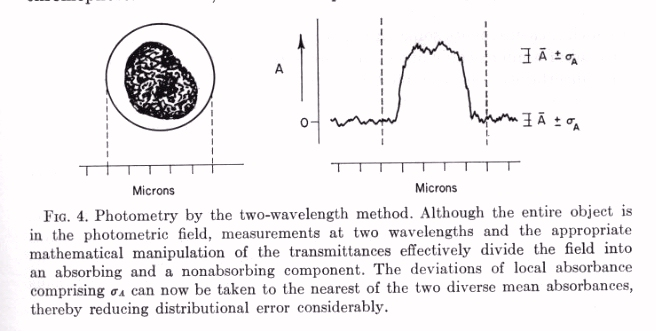 A
O
∃ Ā ± σA
∃ Ā ± σA
Microns
Microns
FIG. 4. Photometry by the two-wavelength method. Although the entire object is
in the photometric field, measurements at two wavelengths and the appropriate
mathematical manipulation of the transmittances effectively divide the field into
an absorbing and a nonabsorbing component. The deviations of local absorbance
comprising σA can now be taken to the nearest of the two diverse mean absorbances,
thereby reducing distributional error considerably.